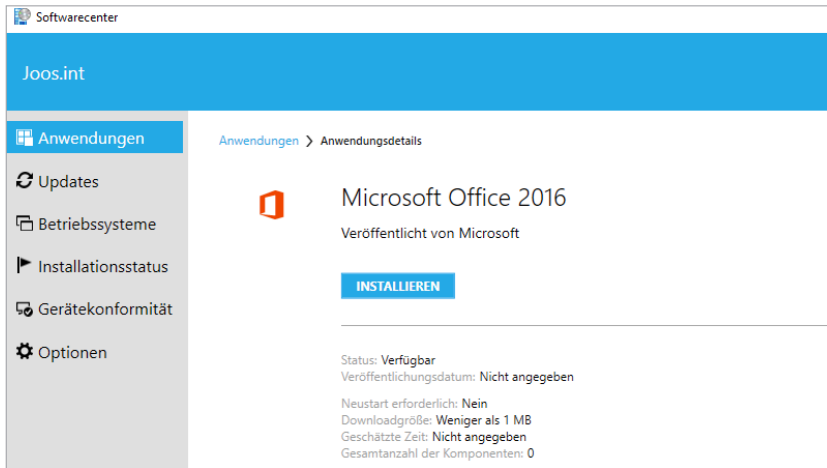 Softwarecenter
Joos.int
Anwendungen
Updates
Betriebssysteme
Installationsstatus
Gerätekonformität
Optionen
Anwendungen ❯ Anwendungsdetails
Microsoft Office 2016
Veröffentlicht von Microsoft
INSTALLIEREN
Status: Verfügbar
Veröffentlichungsdatum: Nicht angegeben
Neustart erforderlich: Nein
Downloadgröße: Weniger als 1 MB
Geschätzte Zeit: Nicht angegeben
Gesamtanzahl der Komponenten: 0